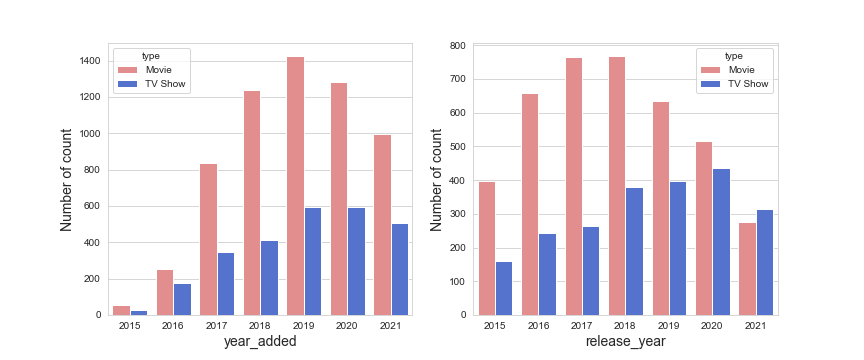 type
Movie
TV Show
1400
1200
1000
800
600
400
200
0
Number of count
2015 2016 2017 2018 2019 2020 2021
year_added
type
Movie
TV Show
800
700
600
500
400
300
200
100
0
Number of count
2015 2016 2017 2018 2019 2020 2021
release_year